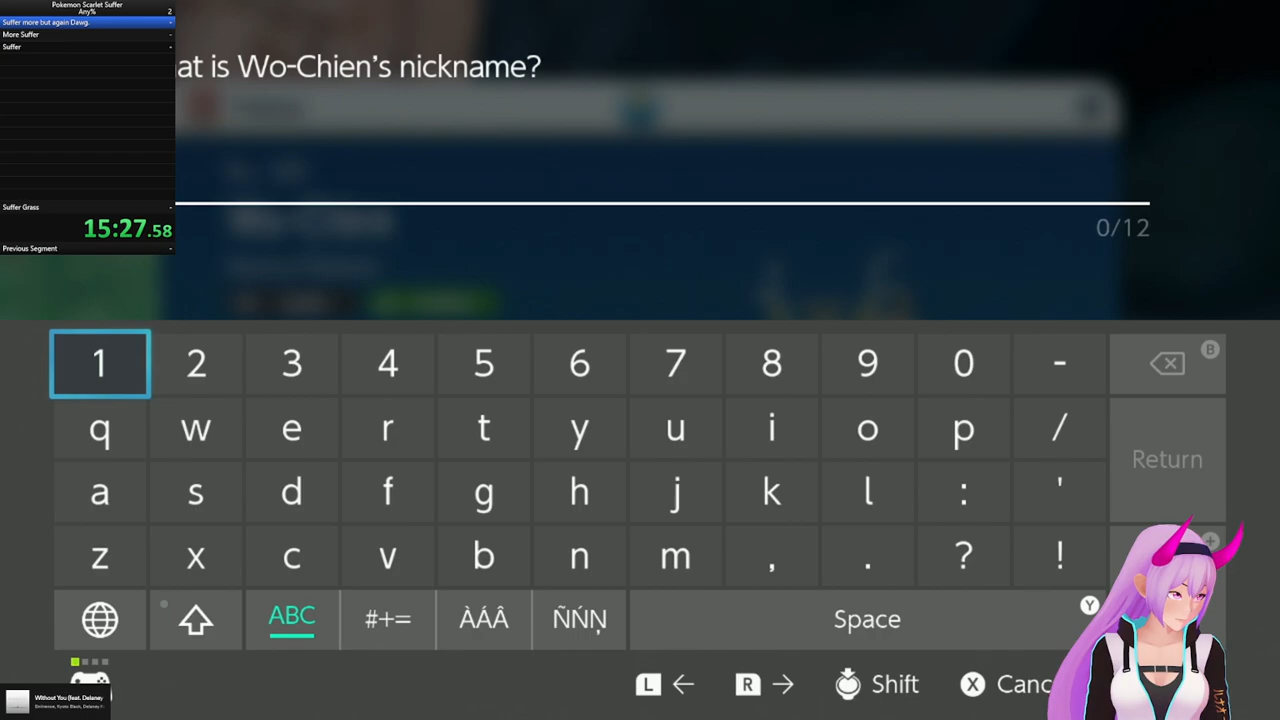 Pokemon Scarlet Suffer
Any% 2
Suffer more but again Dawg. -
More Suffer -
Suffer -
Suffer Grass -
15:27.58
Previous Segment -
at is Wo-Chien's nickname?
0/12
1 2 3 4 5 6 7 8 9 0 - B
q w e r t y u i o p /
Return
a s d f g h j k l : '
z x c v b n m , . ? !
ABC #+= ÀÁÂ ÑŃŅ Space Y
L ← R → Shift X Canc
Without You (feat. Delaney